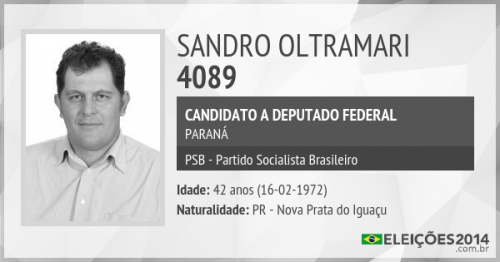 SANDRO OLTRAMARI
4089
CANDIDATO A DEPUTADO FEDERAL
PARANÁ
PSB - Partido Socialista Brasileiro
Idade: 42 anos (16-02-1972)
Naturalidade: PR - Nova Prata do Iguaçu
ELEIÇÕES2014
.com.br